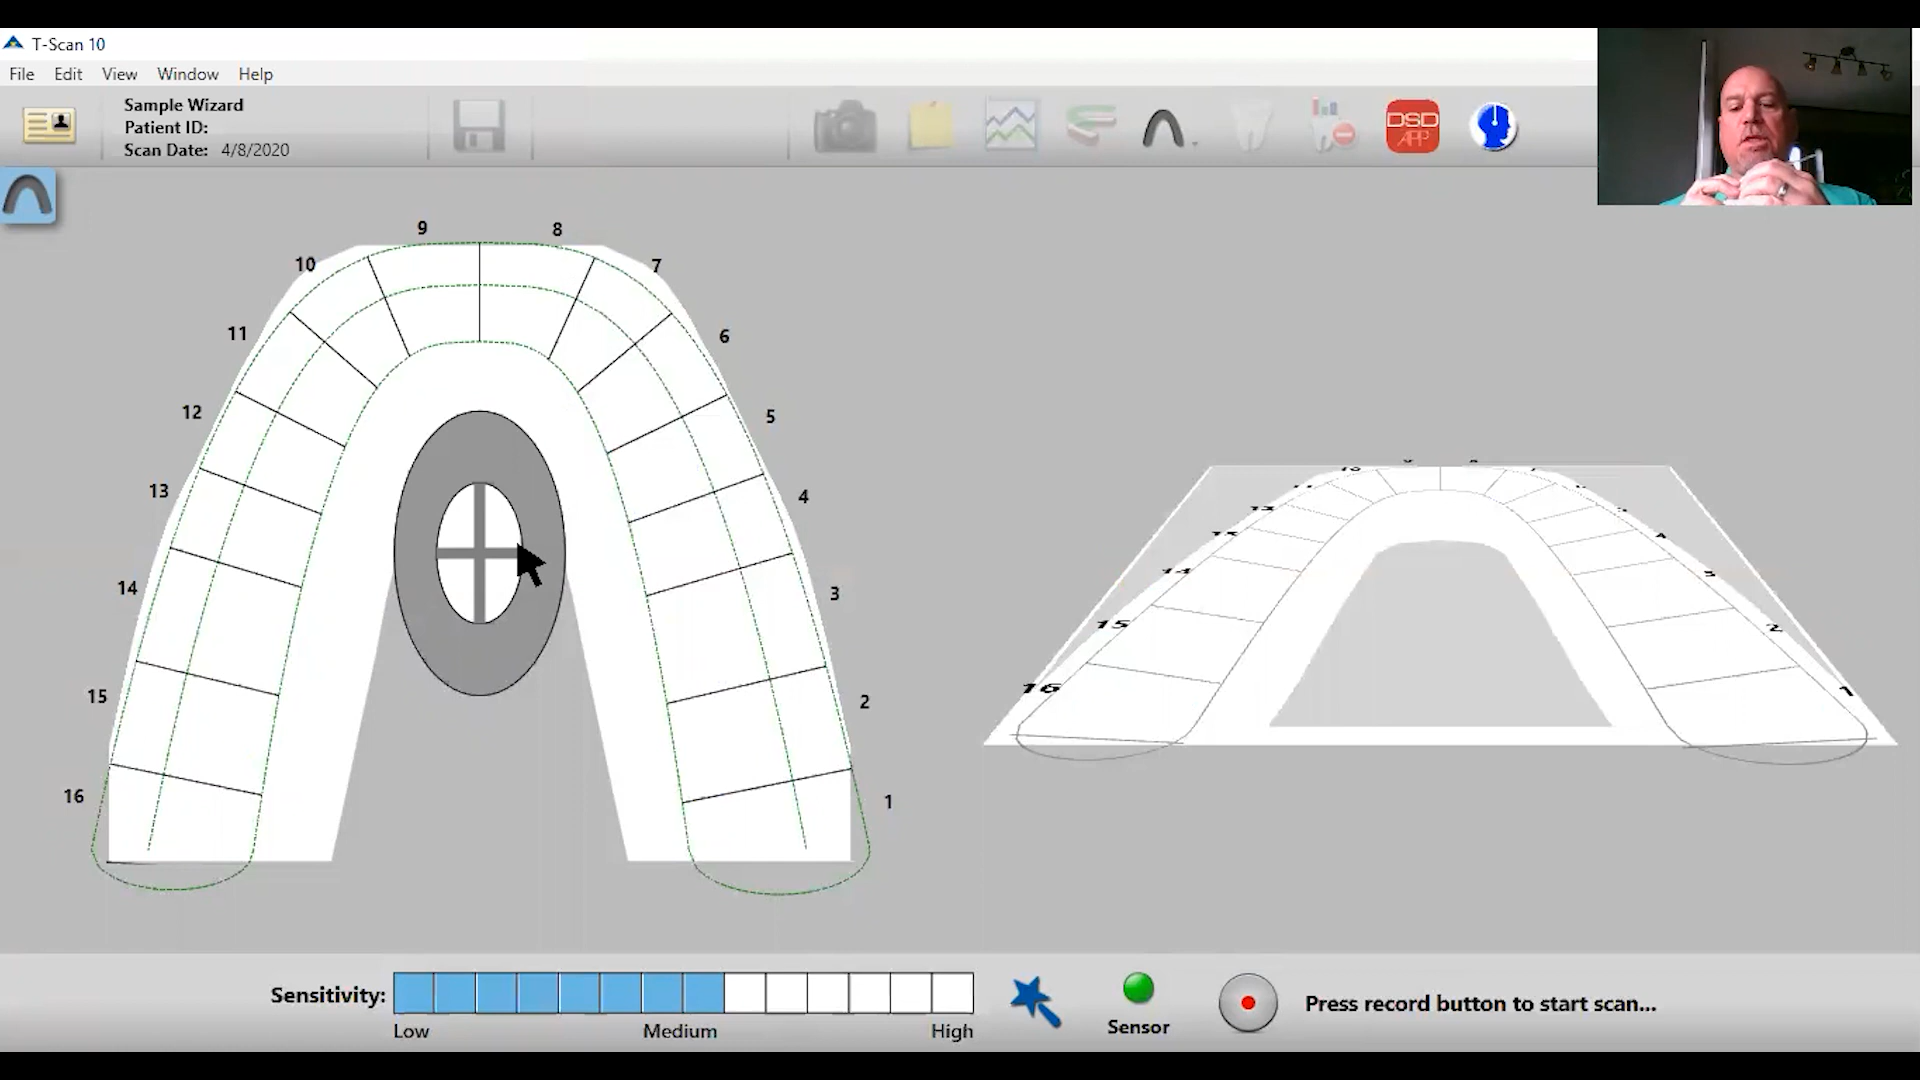 T-Scan 10
File Edit View Window Help
Sample Wizard
Patient ID:
Scan Date: 4/8/2020
DSD
APP
9 8
10 7
11 6
12 5
13 4
14 3
15 2
16 1
14
15
16
4
3
2
1
Sensitivity:
Low Medium High
Sensor
Press record button to start scan...